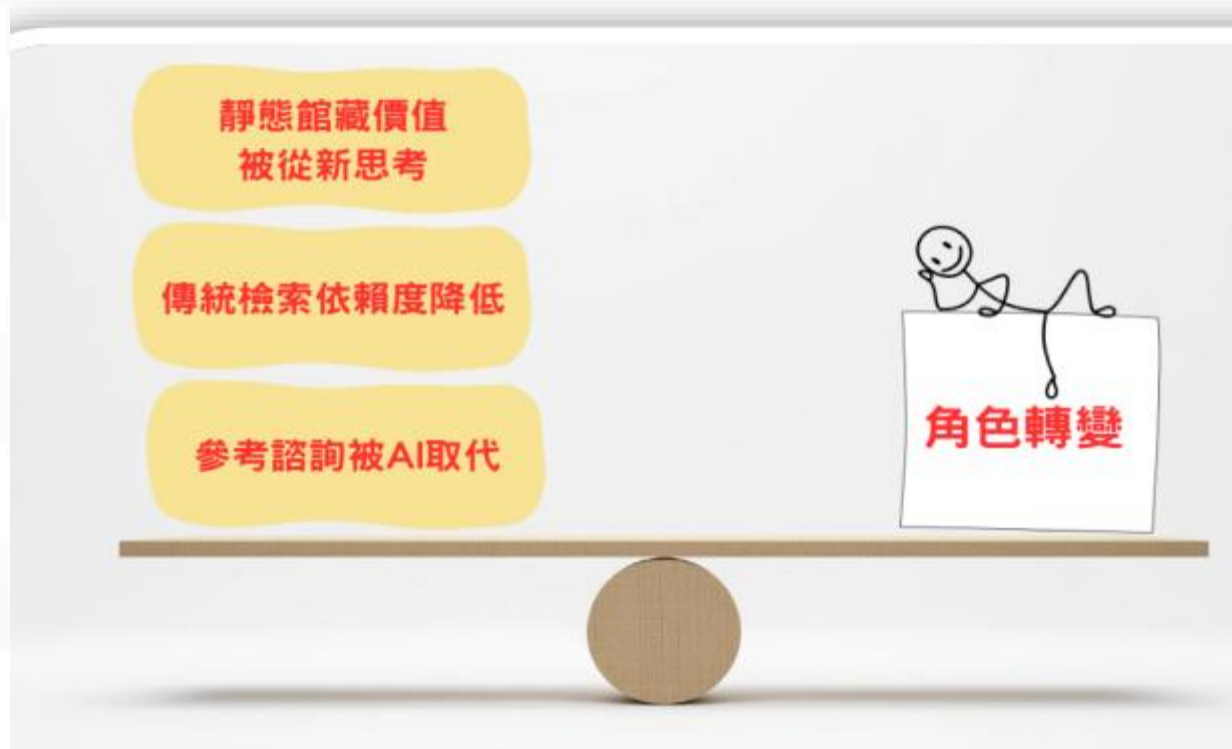 靜態館藏價值
被從新思考
傳統檢索依賴度降低
參考諮詢被AI取代
角色轉變